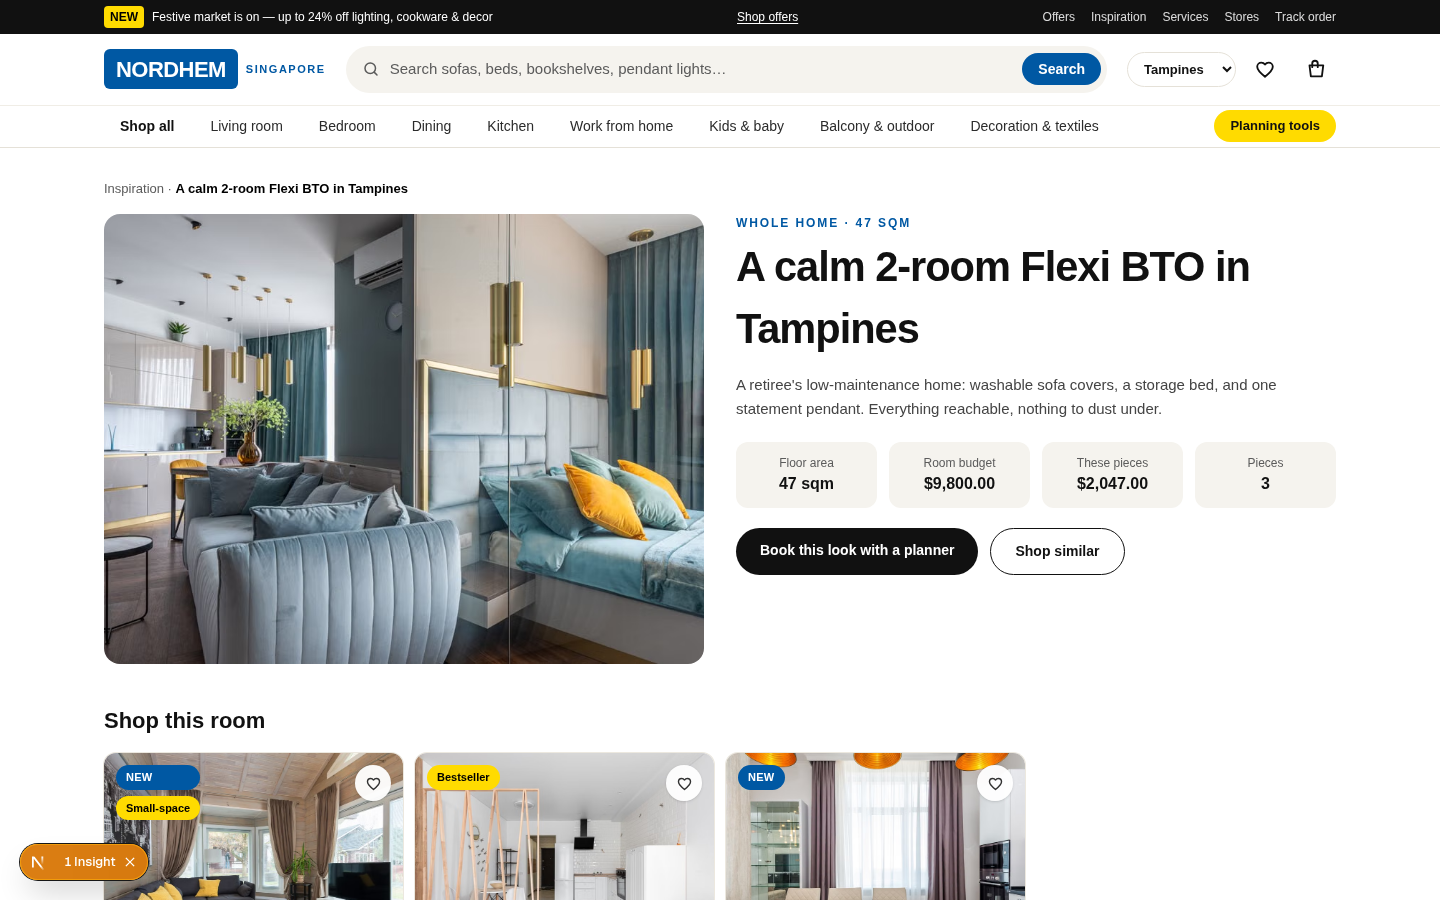 NEW Festive market is on — up to 24% off lighting, cookware & decor Shop offers Offers Inspiration Services Stores Track order
NORDHEM SINGAPORE Search sofas, beds, bookshelves, pendant lights… Search Tampines
Shop all Living room Bedroom Dining Kitchen Work from home Kids & baby Balcony & outdoor Decoration & textiles Planning tools
Inspiration · A calm 2-room Flexi BTO in Tampines
WHOLE HOME · 47 SQM
A calm 2-room Flexi BTO in
Tampines
A retiree's low-maintenance home: washable sofa covers, a storage bed, and one
statement pendant. Everything reachable, nothing to dust under.
Floor area Room budget These pieces Pieces
47 sqm $9,800.00 $2,047.00 3
Book this look with a planner Shop similar
Shop this room
NEW Bestseller NEW
Small-space
1 Insight